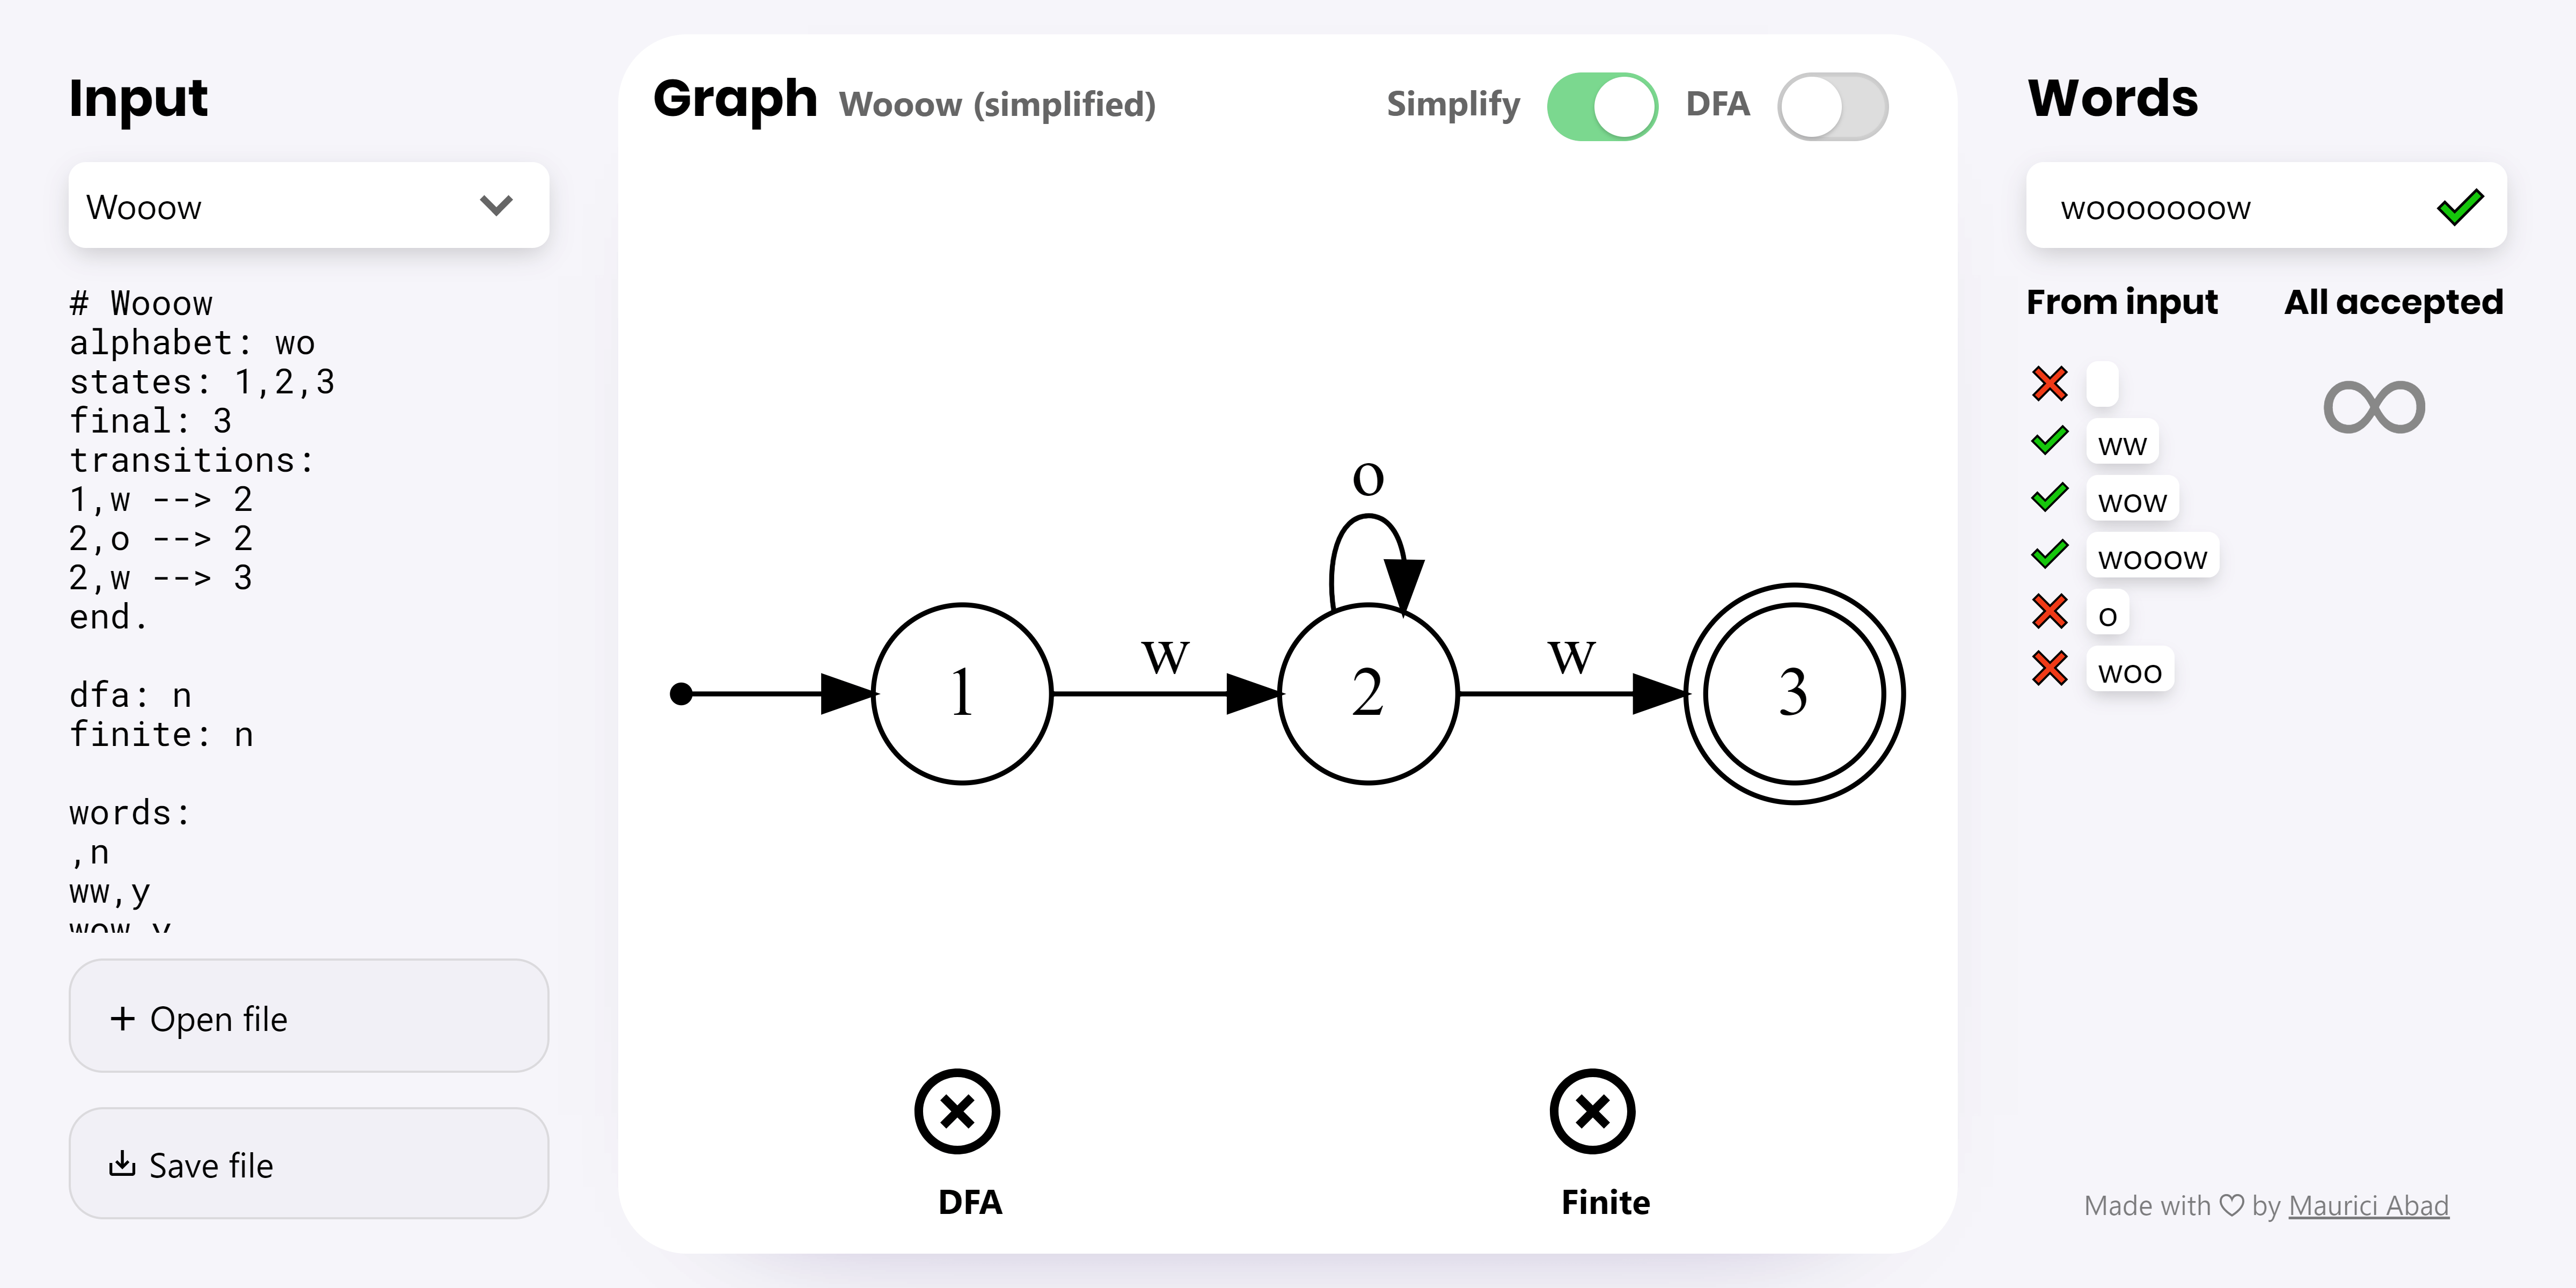 Input
Wooow
# Wooow
alphabet: wo
states: 1,2,3
final: 3
transitions:
1,w --> 2
2,o --> 2
2,w --> 3
end.
dfa: n
finite: n
words:
,n
ww,y
wow,y
+ Open file
Save file
Graph Wooow (simplified) Simplify DFA
o
w w
1 2 3
DFA Finite
Words
wooooooow
From input All accepted
∞
ww
wow
wooow
o
woo
Made with ♡ by Maurici Abad